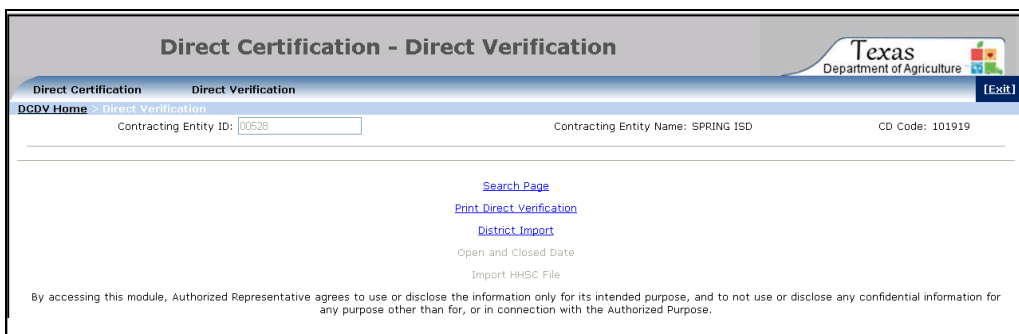 Direct Certification - Direct Verification
Texas
Department of Agriculture
Direct Certification Direct Verification [Exit]
DCDV Home > Direct Verification
Contracting Entity ID: 00528 Contracting Entity Name: SPRING ISD CD Code: 101919
Search Page
Print Direct Verification
District Import
Open and Closed Date
Import HHSC File
By accessing this module, Authorized Representative agrees to use or disclose the information only for its intended purpose, and to not use or disclose any confidential information for
any purpose other than for, or in connection with the Authorized Purpose.